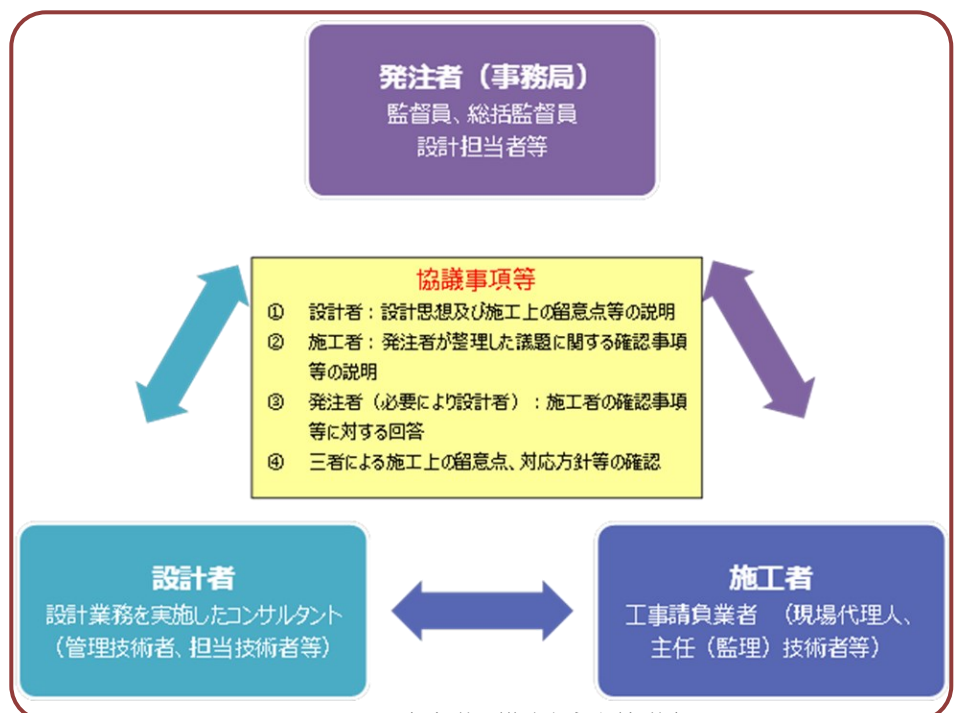 発注者（事務局）
監督員、総括監督員
設計担当者等
協議事項等
① 設計者：設計思想及び施工上の留意点等の説明
② 施工者：発注者が整理した議題に関する確認事項
等の説明
③ 発注者（必要により設計者）：施工者の確認事項
等に対する回答
④ 三者による施工上の留意点、対応方針等の確認
設計者
設計業務を実施したコンサルタント
（管理技術者、担当技術者等）
施工者
工事請負業者　（現場代理人、
主任（監理）技術者等）